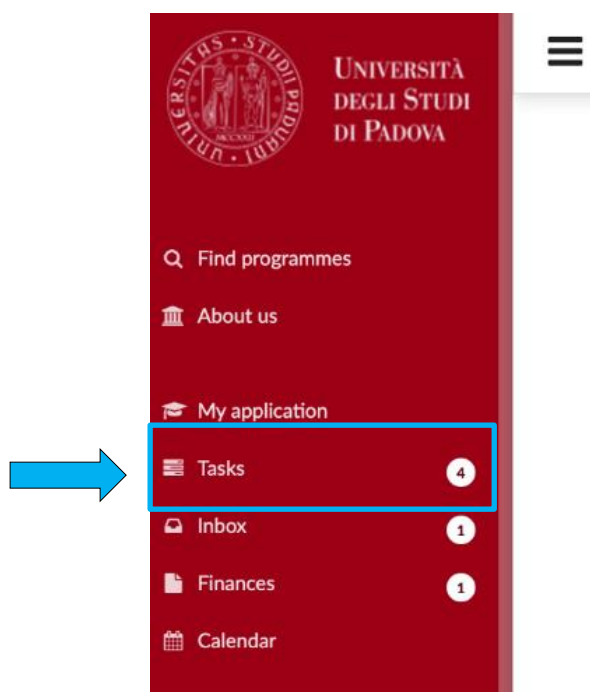 UNIVERSITÀ
DEGLI STUDI
DI PADOVA
Find programmes
About us
My application
Tasks 4
Inbox 1
Finances 1
Calendar